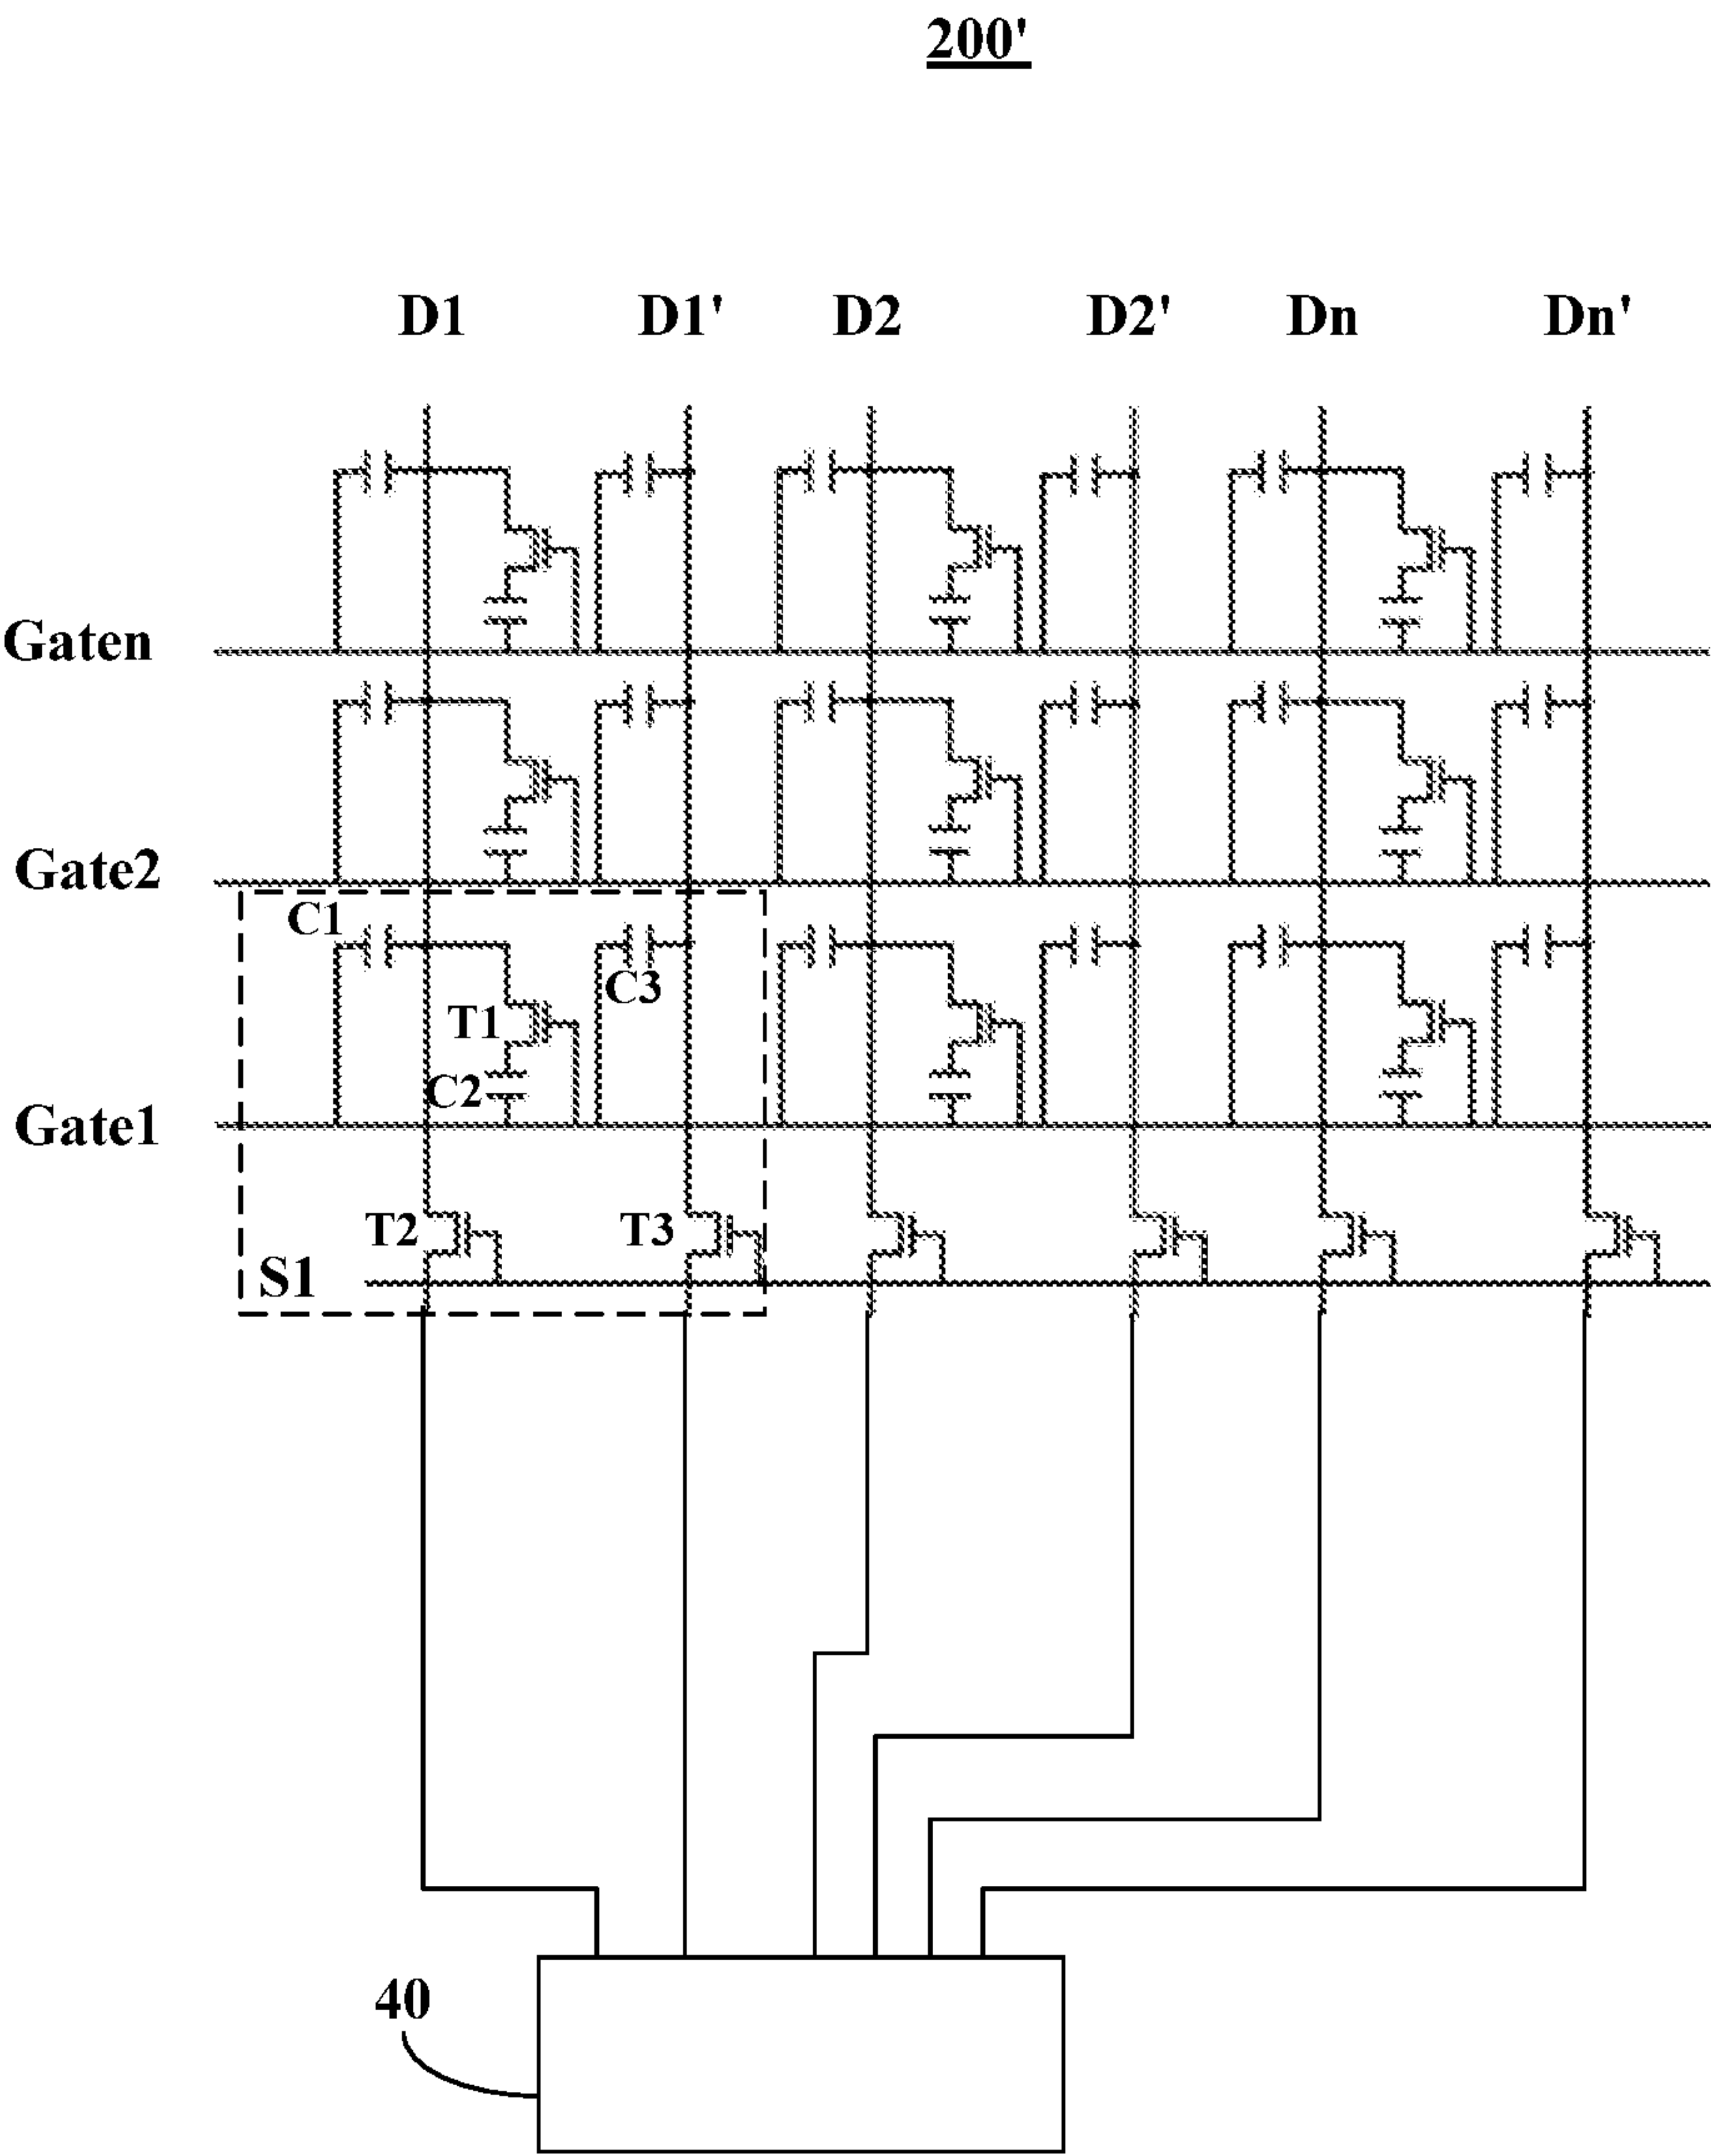 200'
D1 D1' D2 D2' Dn Dn'
Gaten
Gate2
C1
C3
T1
C2
Gate1
T2 T3
S1
40